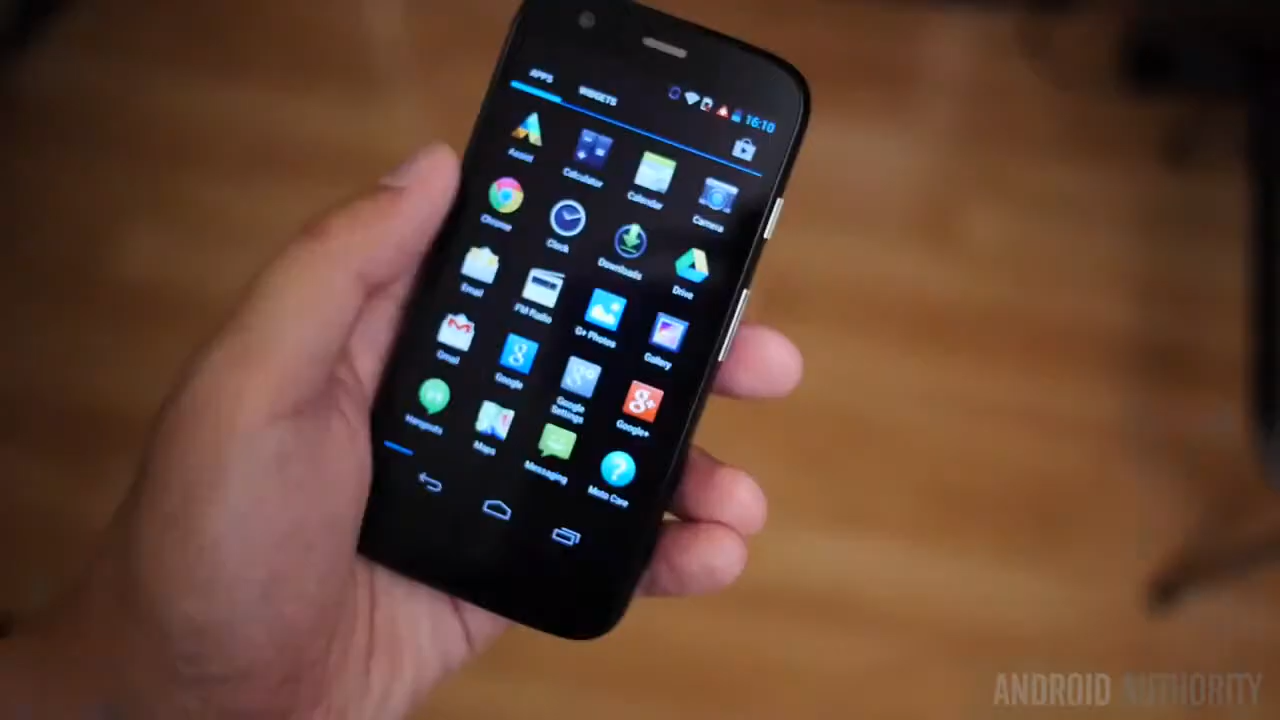 APPS WIDGETS 16:10
Assist Calculator Calendar Camera
Chrome Clock Downloads Drive
Email FM Radio G+ Photos Gallery
Gmail Google Google Settings Google+
Hangouts Maps Messaging Moto Care
ANDROID AUTHORITY